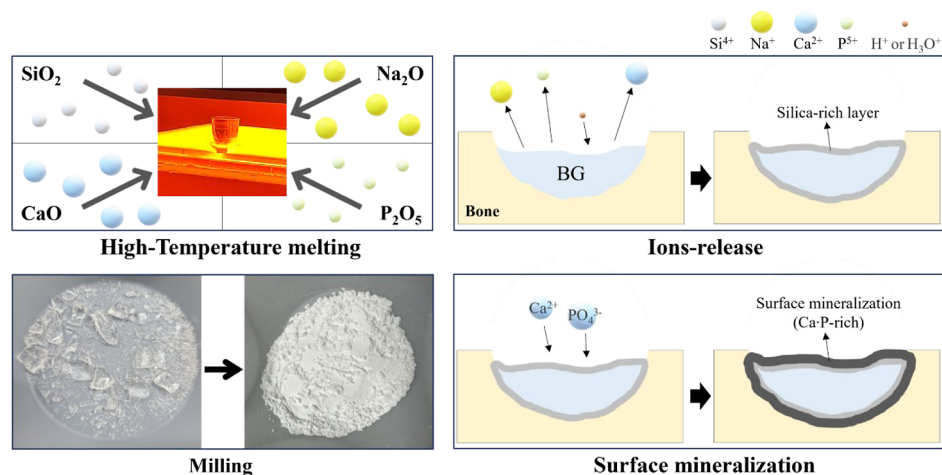 SiO₂
Na₂O
CaO
P₂O₅
High-Temperature melting
Si⁴⁺
Na⁺
Ca²⁺
P⁵⁺
H⁺ or H₃O⁺
BG
Bone
Silica-rich layer
Ions-release
Milling
Ca²⁺
PO₄³⁻
Surface mineralization
(Ca·P-rich)
Surface mineralization